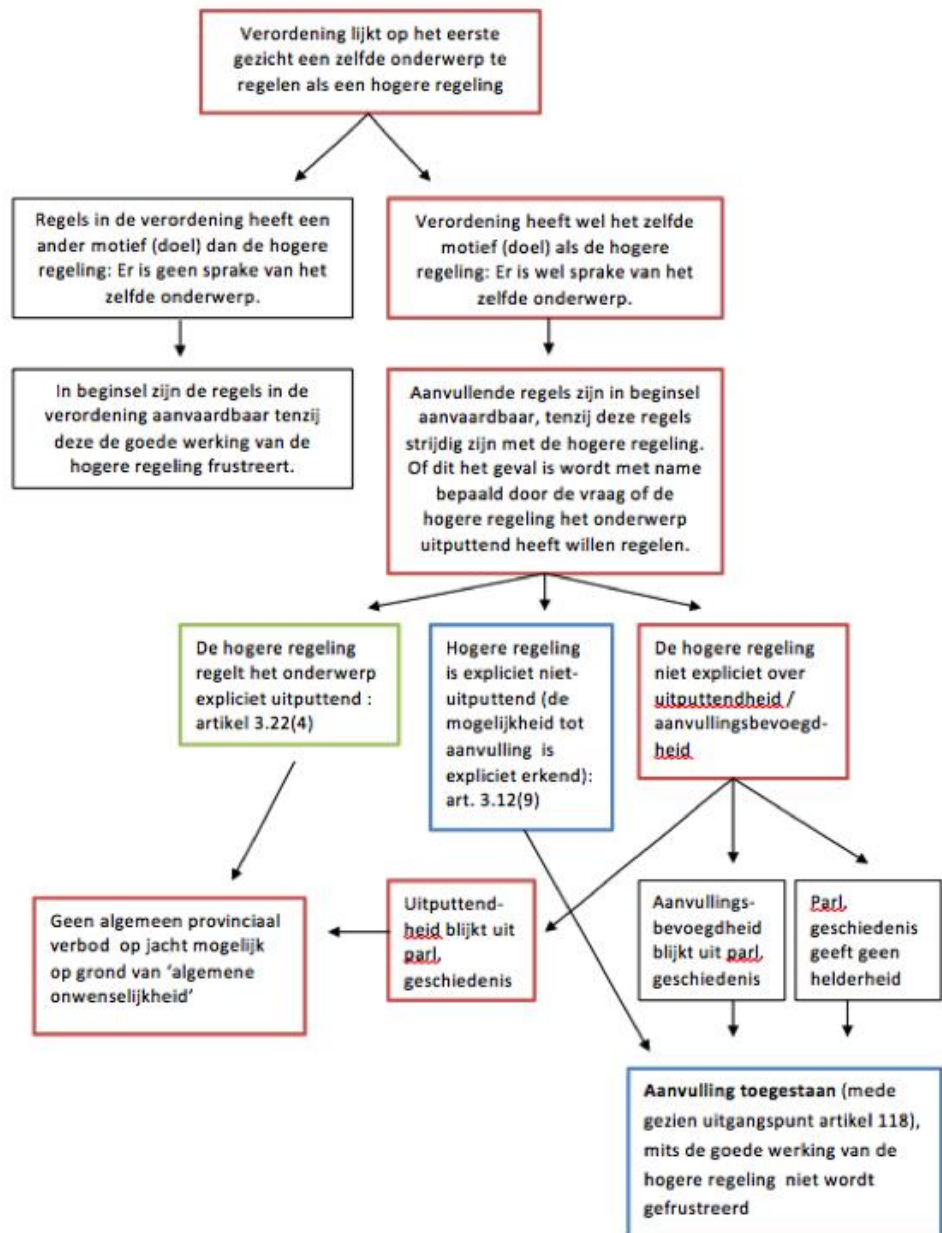 Verordening lijkt op het eerste
gezicht een zelfde onderwerp te
regelen als een hogere regeling
Regels in de verordening heeft een
ander motief (doel) dan de hogere
regeling: Er is geen sprake van het
zelfde onderwerp.
Verordening heeft wel het zelfde
motief (doel) als de hogere
regeling: Er is wel sprake van het
zelfde onderwerp.
In beginsel zijn de regels in de
verordening aanvaardbaar tenzij
deze de goede werking van de
hogere regeling frustreert.
Aanvullende regels zijn in beginsel
aanvaardbaar, tenzij deze regels
strijdig zijn met de hogere regeling.
Of dit het geval is wordt met name
bepaald door de vraag of de
hogere regeling het onderwerp
uitputtend heeft willen regelen.
De hogere regeling
regelt het onderwerp
expliciet uitputtend :
artikel 3.22(4)
Hogere regeling
is expliciet niet-
uitputtend (de
mogelijkheid tot
aanvulling is
expliciet erkend):
art. 3.12(9)
De hogere regeling
niet expliciet over
uitputtendheid /
aanvullingsbevoegd-
heid
Geen algemeen provinciaal
verbod op jacht mogelijk
op grond van ‘algemene
onwenselijkheid’
Uitputtend-
heid blijkt uit
parl.
geschiedenis
Aanvullings-
bevoegdheid
blijkt uit parl.
geschiedenis
Parl.
geschiedenis
geeft geen
helderheid
Aanvulling toegestaan (mede
gezien uitgangspunt artikel 118),
mits de goede werking van de
hogere regeling niet wordt
gefrustreerd